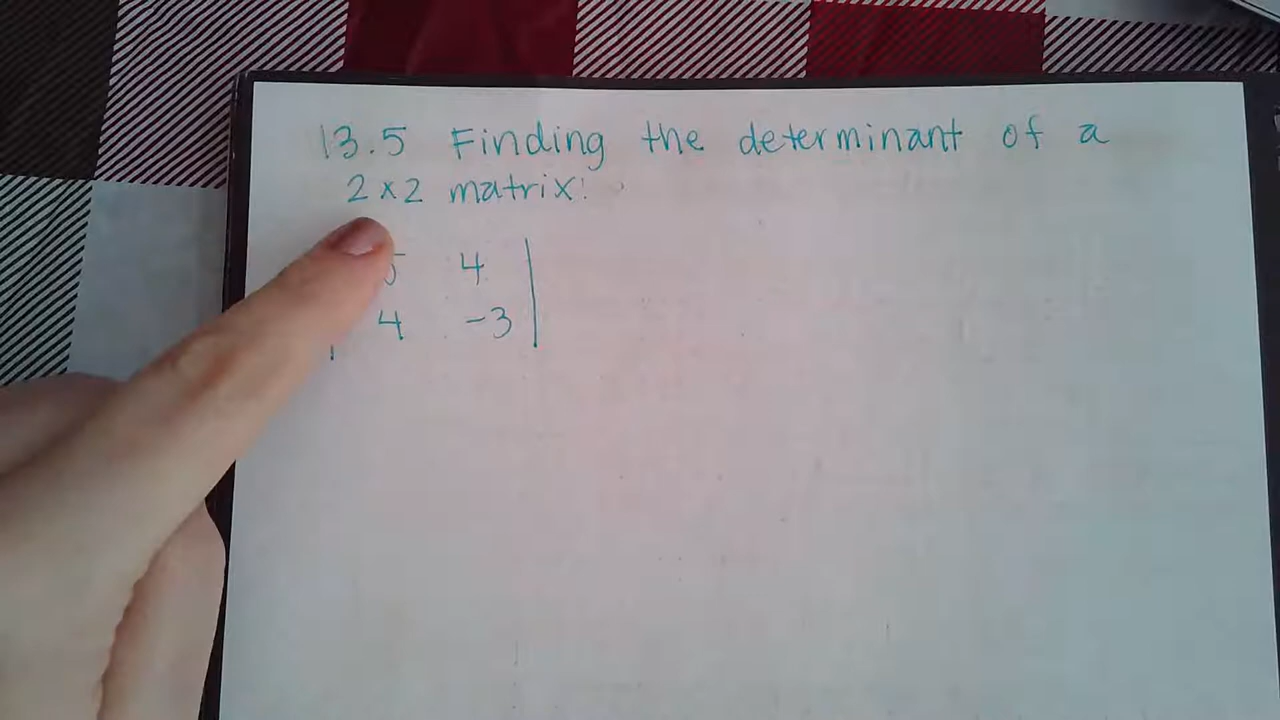 13.5 Finding the determinant of a
2×2 matrix:
4
4 -3